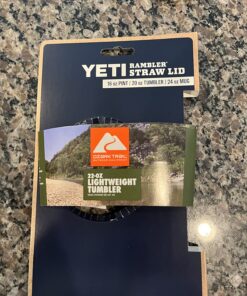 YETI RAMBLER®
STRAW LID
16 oz PINT / 20 oz TUMBLER / 24 oz MUG
OZARK TRAIL
22-OZ
LIGHTWEIGHT
TUMBLER